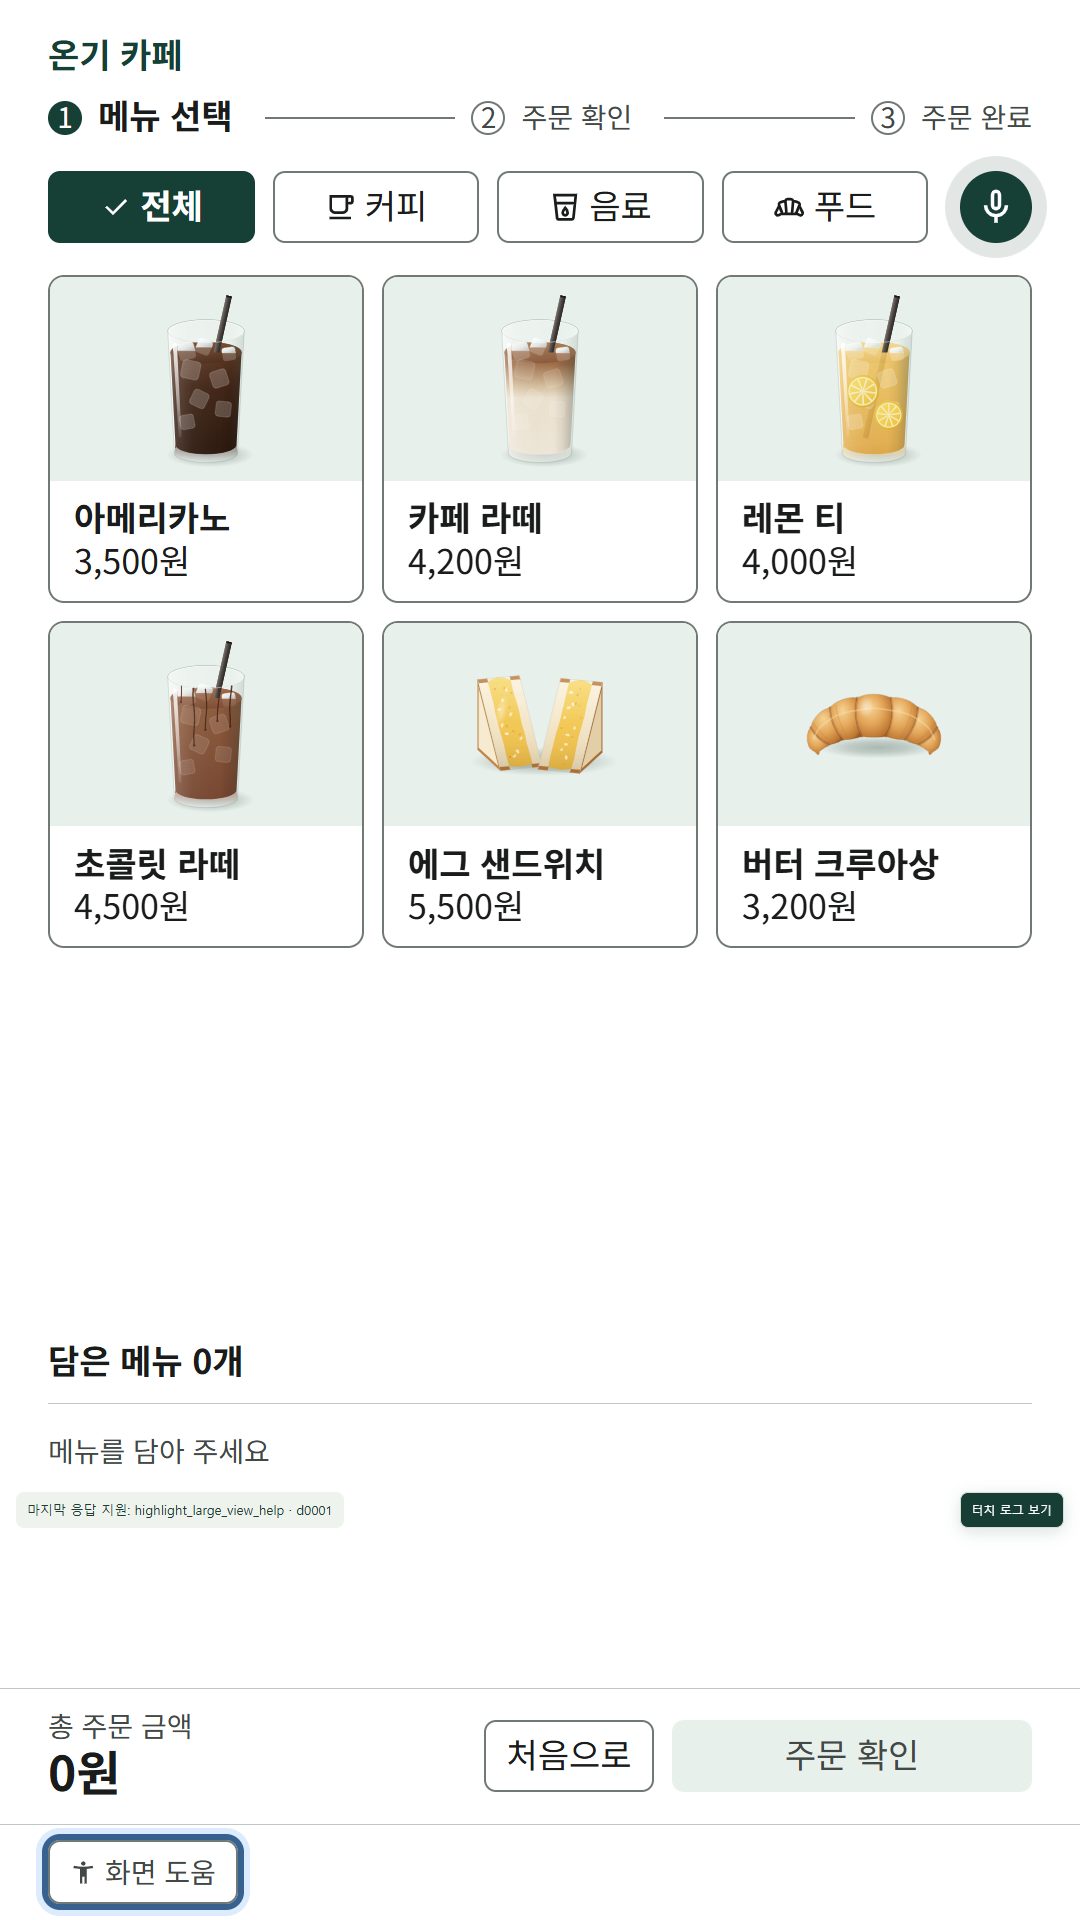 온기 카페
1 메뉴 선택
2 주문 확인
3 주문 완료
전체
커피
음료
푸드
아메리카노
3,500원
카페 라떼
4,200원
레몬 티
4,000원
초콜릿 라떼
4,500원
에그 샌드위치
5,500원
버터 크루아상
3,200원
담은 메뉴 0개
메뉴를 담아 주세요
마지막 응답 지원: highlight_large_view_help · d0001
터치 로그 보기
총 주문 금액
0원
처음으로
주문 확인
화면 도움